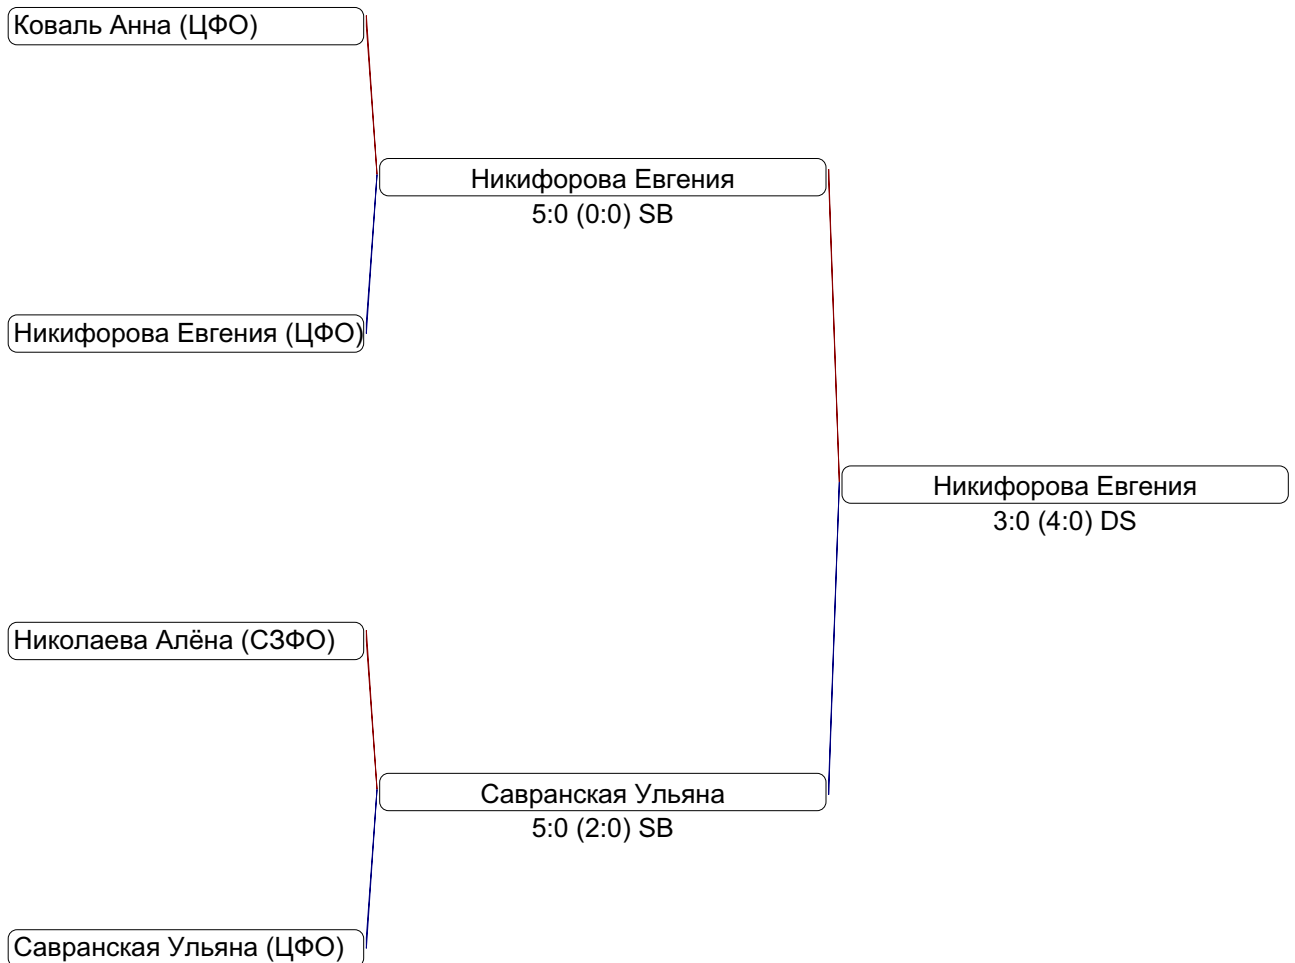 Коваль Анна (ЦФО)
Никифорова Евгения
5:0 (0:0) SB
Никифорова Евгения (ЦФО)
Никифорова Евгения
3:0 (4:0) DS
Николаева Алёна (СЗФО)
Савранская Ульяна
5:0 (2:0) SB
Савранская Ульяна (ЦФО)